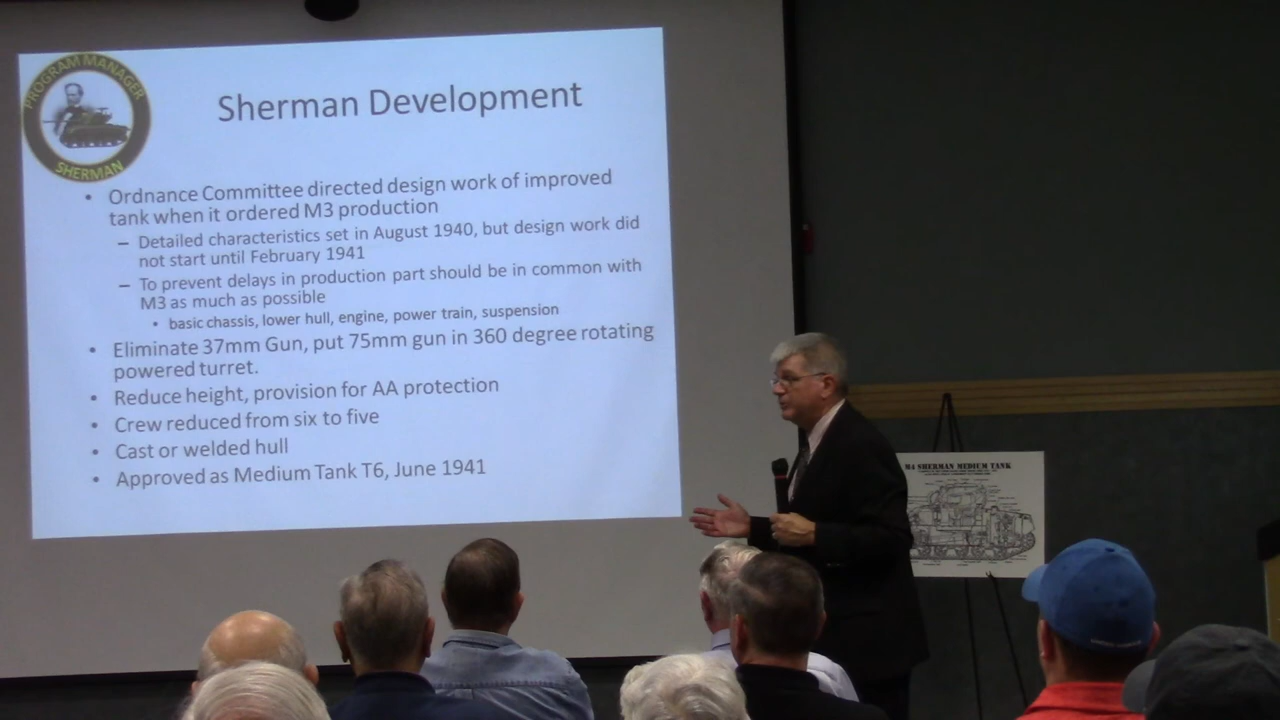 PROGRAM MANAGER
SHERMAN
Sherman Development
• Ordnance Committee directed design work of improved
tank when it ordered M3 production
– Detailed characteristics set in August 1940, but design work did
not start until February 1941
– To prevent delays in production part should be in common with
M3 as much as possible
• basic chassis, lower hull, engine, power train, suspension
• Eliminate 37mm Gun, put 75mm gun in 360 degree rotating
powered turret.
• Reduce height, provision for AA protection
• Crew reduced from six to five
• Cast or welded hull
• Approved as Medium Tank T6, June 1941
M4 SHERMAN MEDIUM TANK